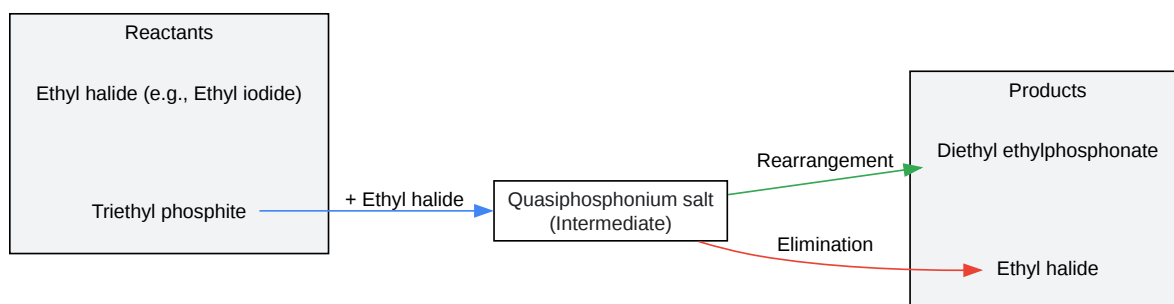 Reactants
Ethyl halide (e.g., Ethyl iodide)
Triethyl phosphite
+ Ethyl halide
Quasiphosphonium salt
(Intermediate)
Rearrangement
Elimination
Products
Diethyl ethylphosphonate
Ethyl halide